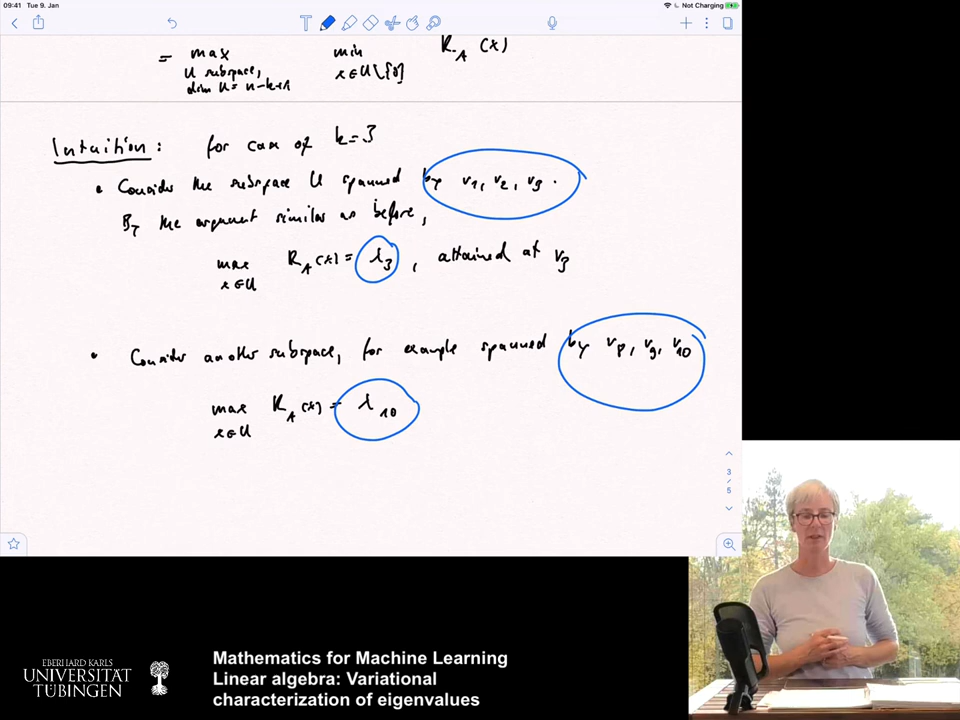 09:41 Tue 9. Jan
Not Charging
= max min R_A (x)
U subspace, x∈U\{0}
dim U = n-k+1
Intuition: for case of k=3
• Consider the subspace U spanned by v1, v2, v3.
By the argument similar as before,
max R_A(x) = λ3, attained at v3
x∈U
• Consider another subspace, for example spanned by v8, v9, v10
max R_A(x) = λ10
x∈U
3
/
5
EBERHARD KARLS
UNIVERSITÄT
TÜBINGEN
Mathematics for Machine Learning
Linear algebra: Variational
characterization of eigenvalues